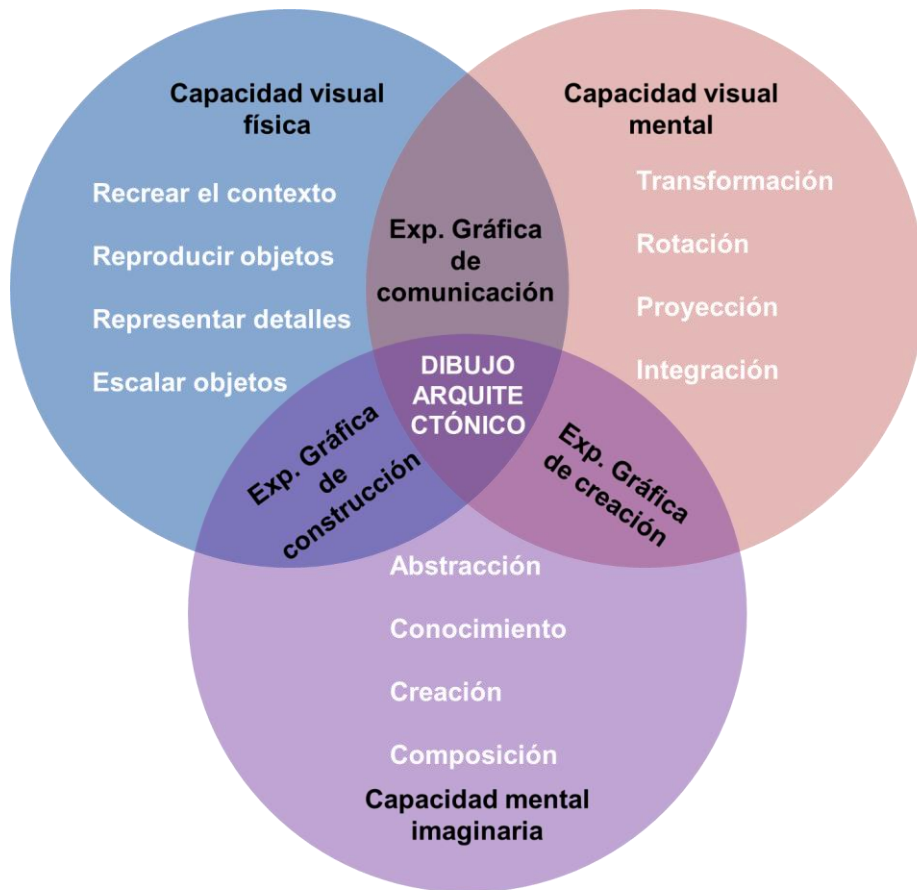 Capacidad visual
física
Recrear el contexto
Reproducir objetos
Representar detalles
Escalar objetos
Capacidad visual
mental
Transformación
Rotación
Proyección
Integración
Exp. Gráfica
de
comunicación
DIBUJO
ARQUITE
CTÓNICO
Exp. Gráfica
de
construcción
Exp. Gráfica
de creación
Abstracción
Conocimiento
Creación
Composición
Capacidad mental
imaginaria